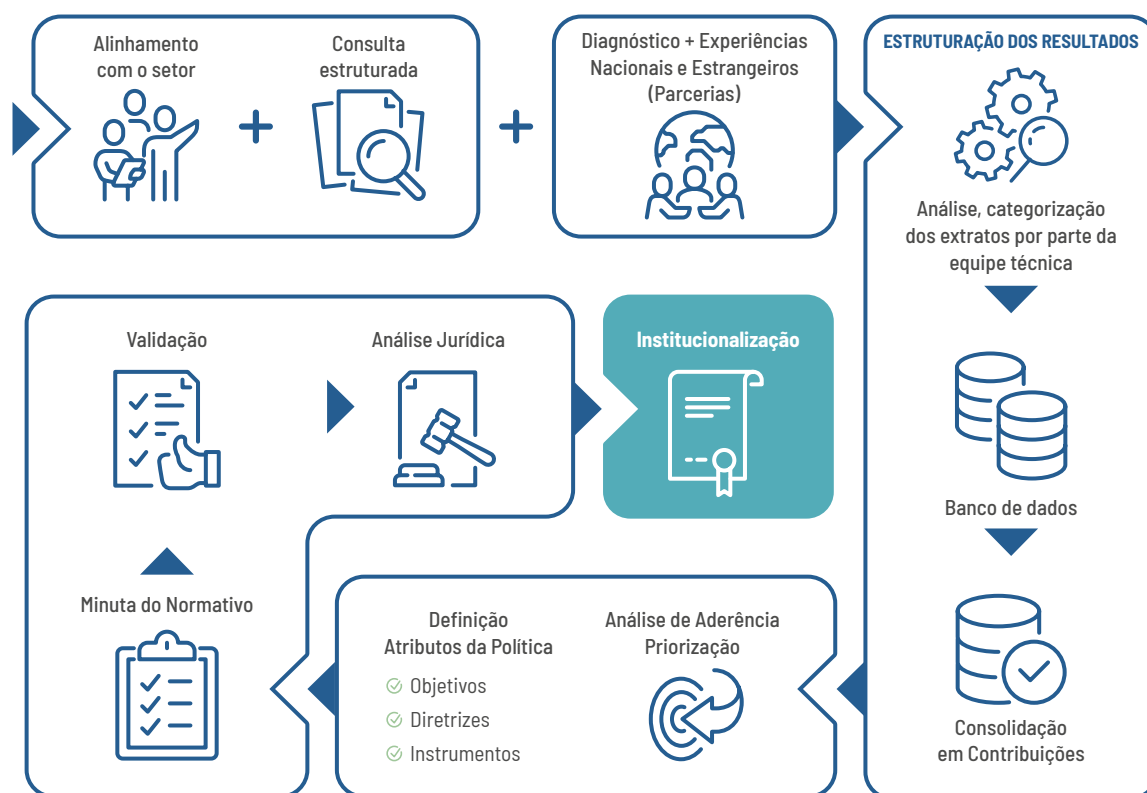 Alinhamento
com o setor
Consulta
estruturada
Diagnóstico + Experiências
Nacionais e Estrangeiros
(Parcerias)
ESTRUTURAÇÃO DOS RESULTADOS
Análise, categorização
dos extratos por parte da
equipe técnica
Banco de dados
Consolidação
em Contribuições
Análise de Aderência
Priorização
Definição
Atributos da Política
Objetivos
Diretrizes
Instrumentos
Minuta do Normativo
Validação
Análise Jurídica
Institucionalização